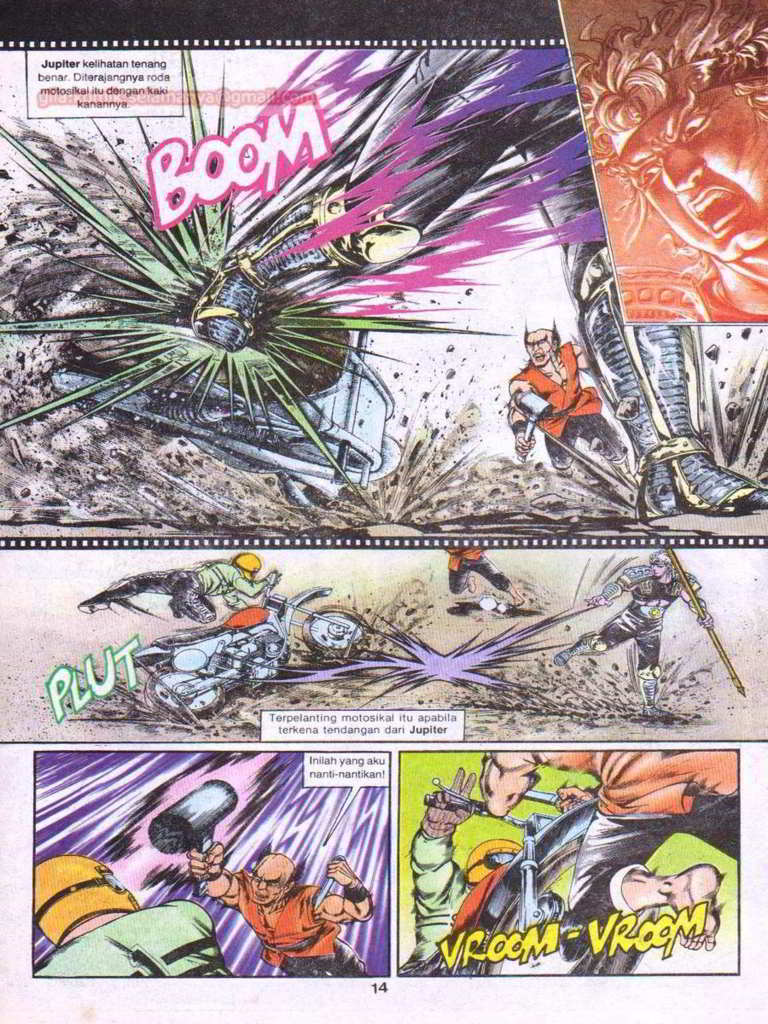 Jupiter kelihatan tenang
benar. Diterajangnya roda
motosikal itu dengan kaki
kanannya.
BOOM
PLUT
Terpelanting motosikal itu apabila
terkena tendangan dari Jupiter
Inilah yang aku
nanti-nantikan!
VROOM - VROOM
14